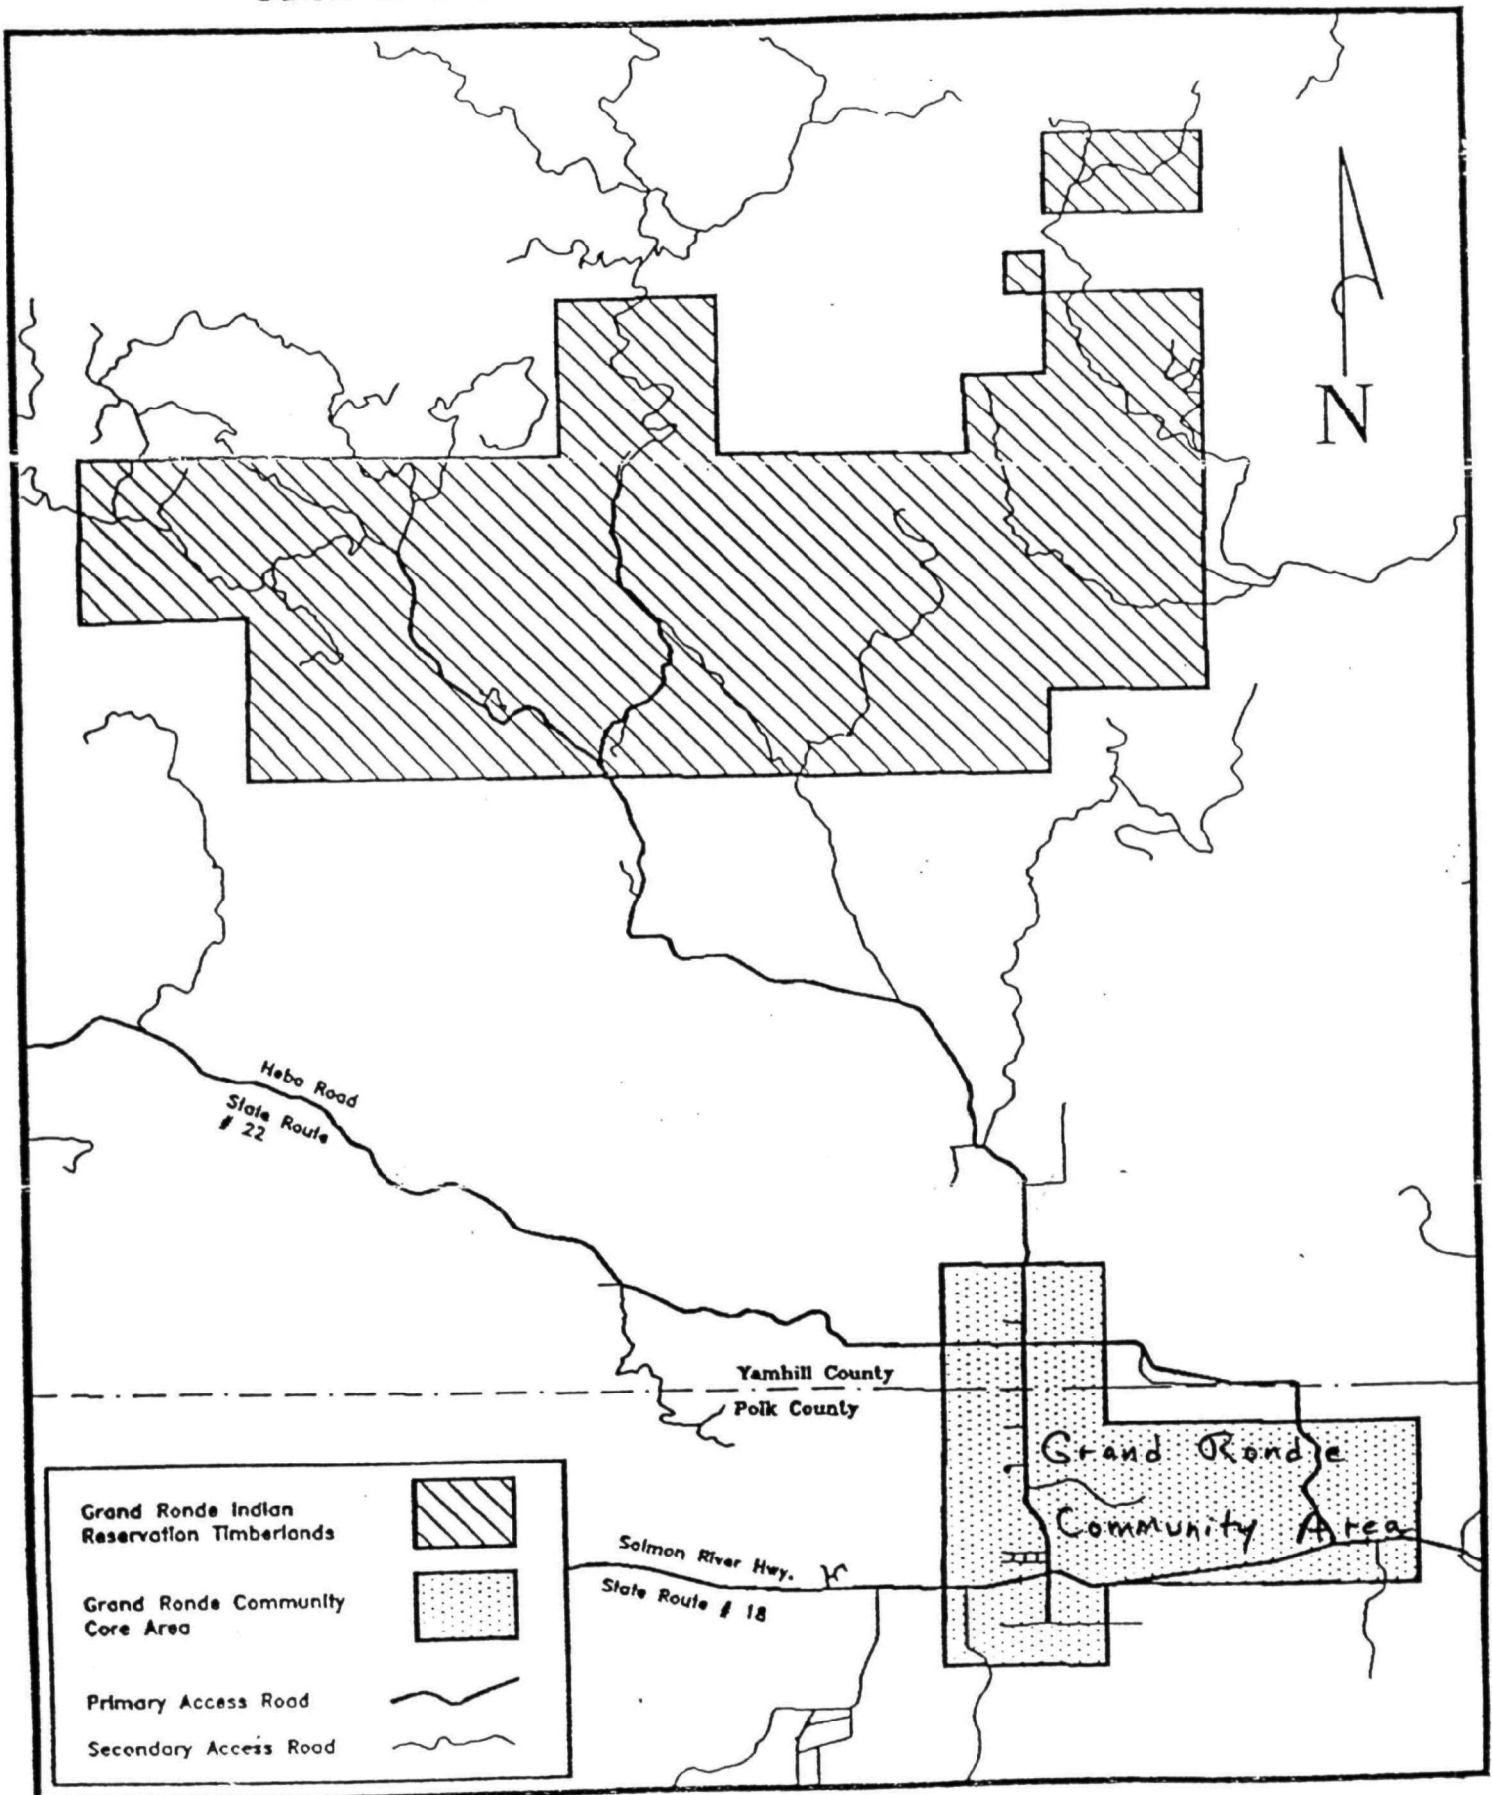 N
Hebo Road
State Route
# 22
Yamhill County
Polk County
Grand Ronde
Community Area
Salmon River Hwy.
State Route # 18
Grand Ronde Indian
Reservation Timberlands
Grand Ronde Community
Core Area
Primary Access Road
Secondary Access Road